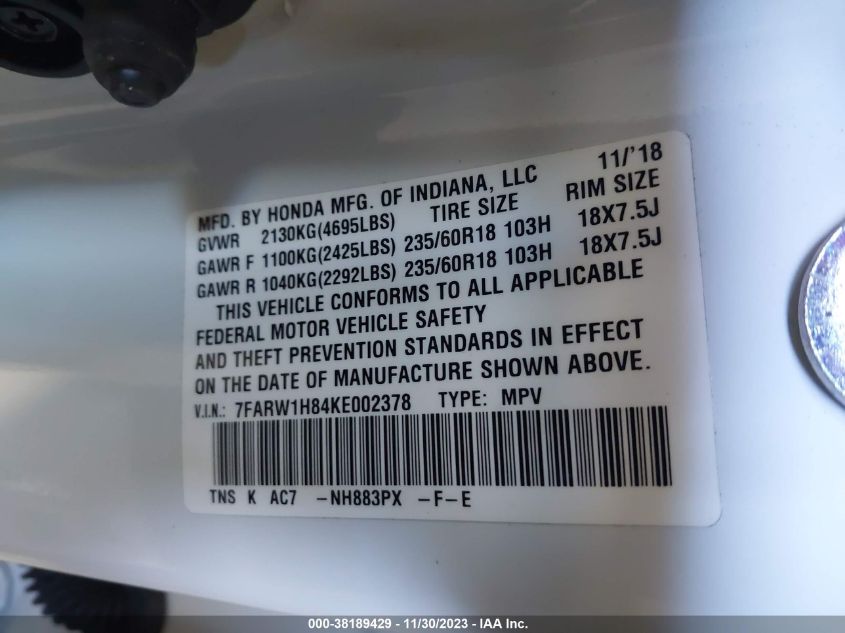 MFD. BY HONDA MFG. OF INDIANA, LLC 11/'18
GVWR 2130KG(4695LBS) TIRE SIZE RIM SIZE
GAWR F 1100KG(2425LBS) 235/60R18 103H 18X7.5J
GAWR R 1040KG(2292LBS) 235/60R18 103H 18X7.5J
THIS VEHICLE CONFORMS TO ALL APPLICABLE
FEDERAL MOTOR VEHICLE SAFETY
AND THEFT PREVENTION STANDARDS IN EFFECT
ON THE DATE OF MANUFACTURE SHOWN ABOVE.
V.I.N.: 7FARW1H84KE002378 TYPE: MPV
TNS K AC7 -NH883PX -F-E
000-38189429 - 11/30/2023 - © IAA Inc.